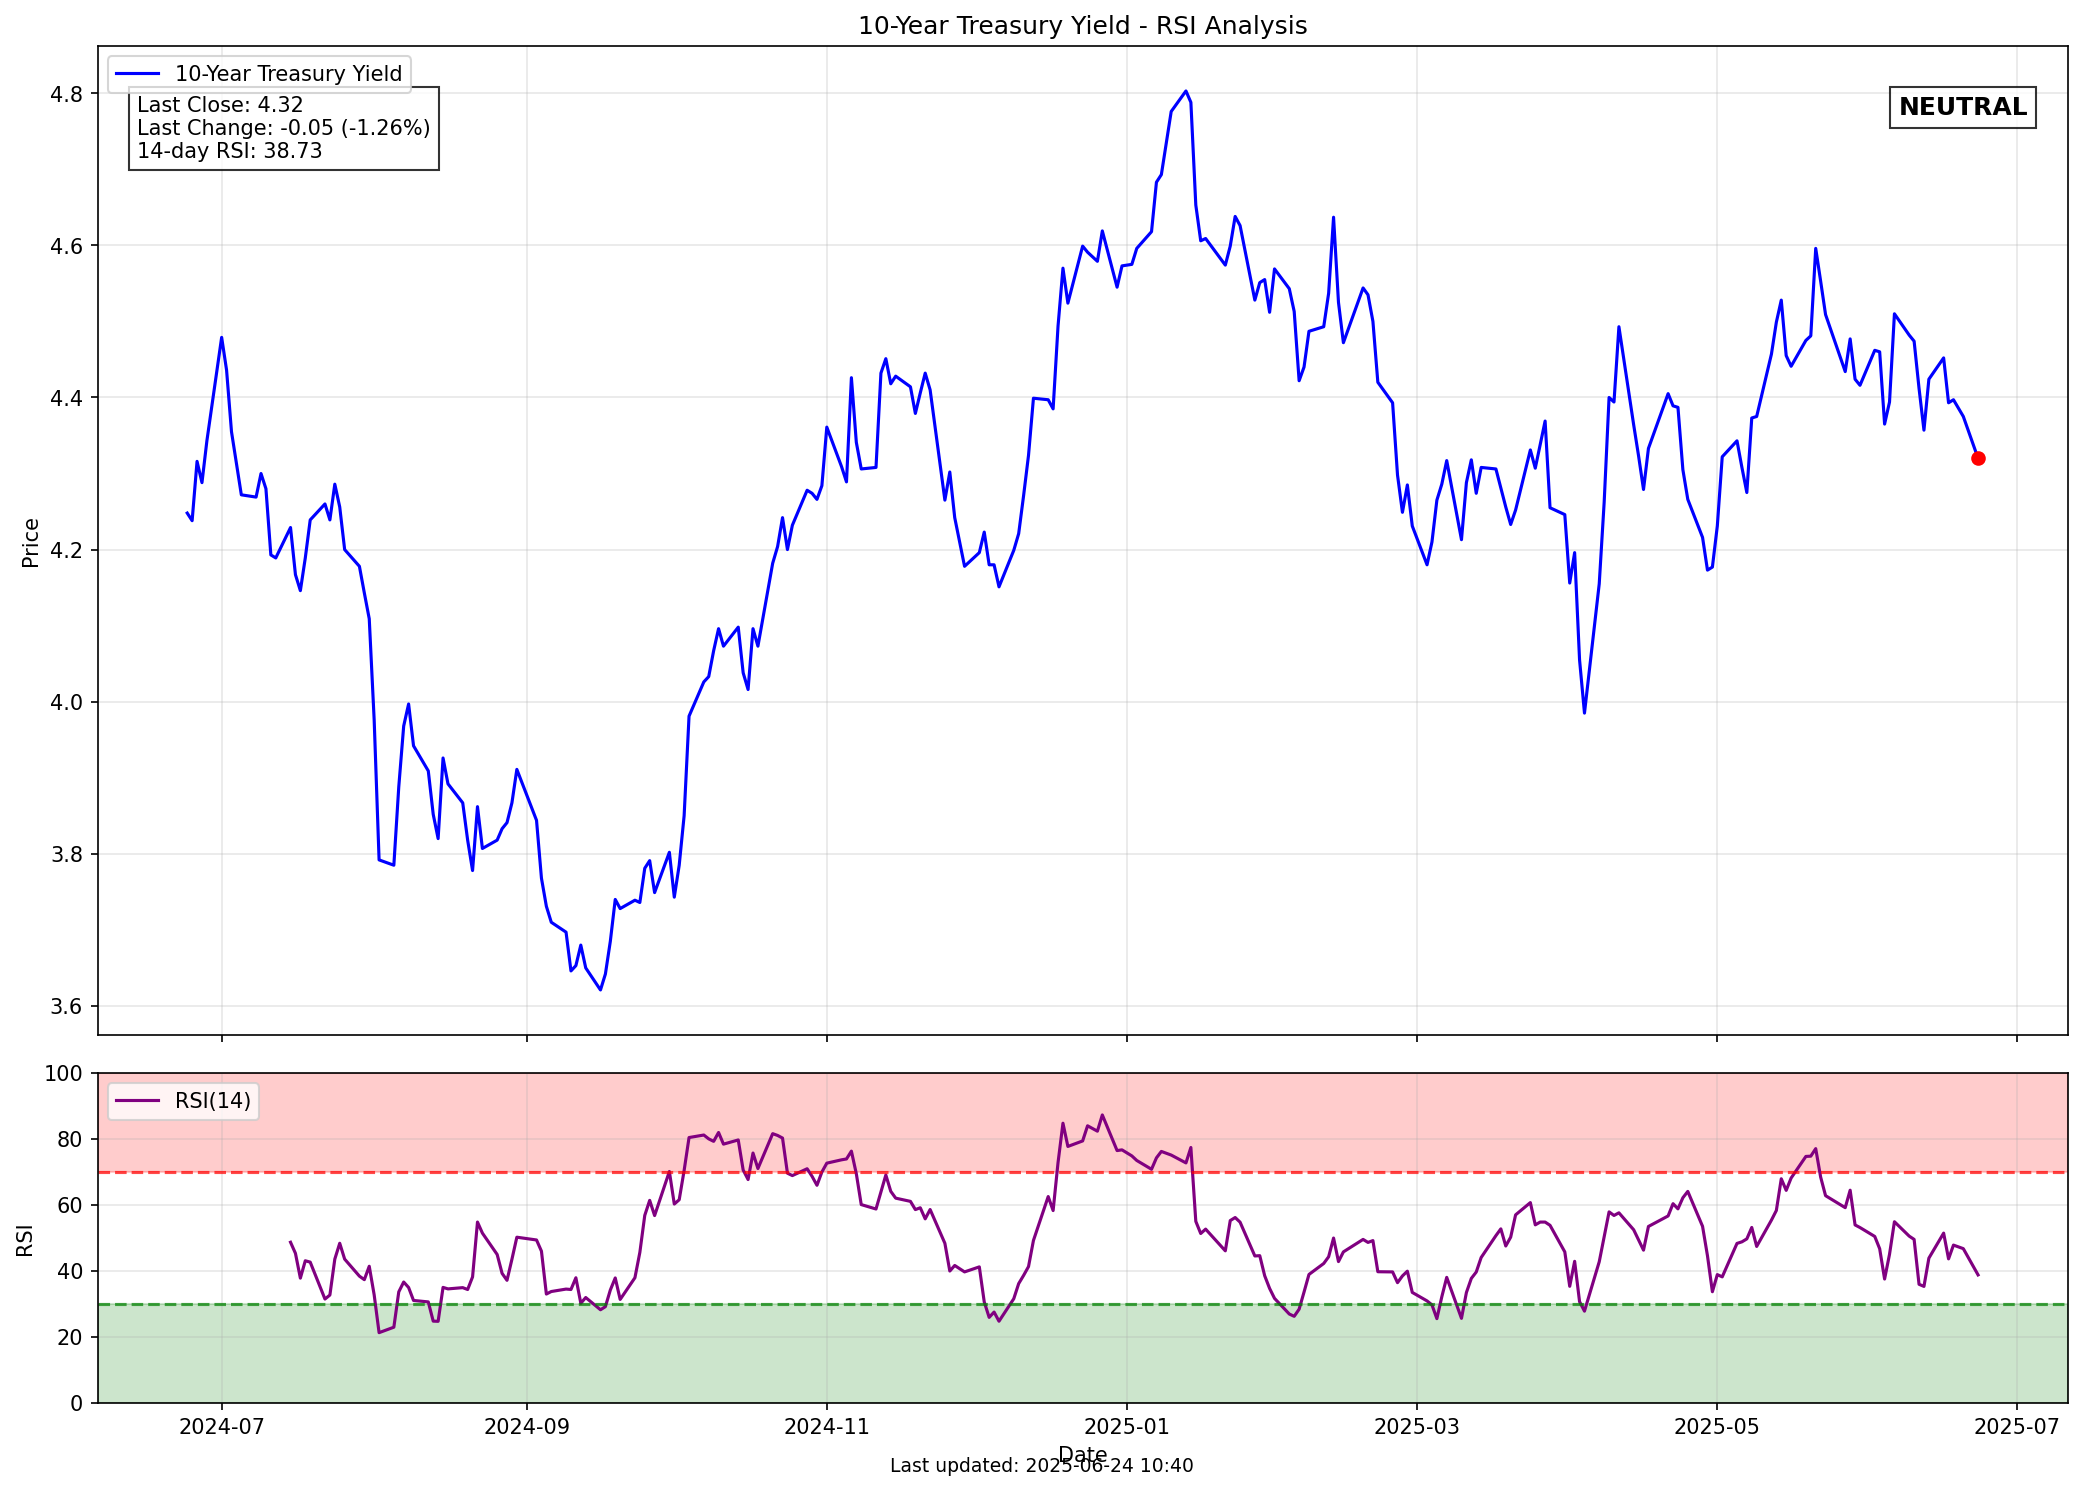 10-Year Treasury Yield - RSI Analysis
10-Year Treasury Yield
Last Close: 4.32
Last Change: -0.05 (-1.26%)
14-day RSI: 38.73
NEUTRAL
Price
4.8
4.6
4.4
4.2
4.0
3.8
3.6
RSI(14)
RSI
100
80
60
40
20
0
2024-07
2024-09
2024-11
2025-01
2025-03
2025-05
2025-07
Date
Last updated: 2025-06-24 10:40